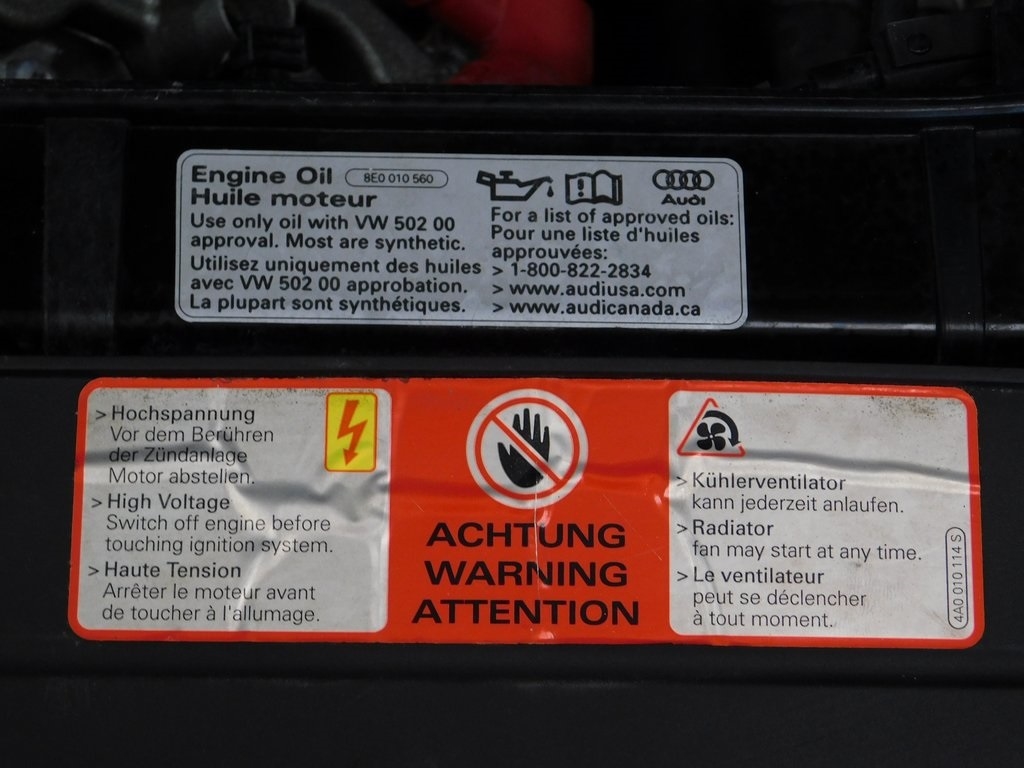 Engine Oil 8E0 010 560
Huile moteur
Use only oil with VW 502 00
approval. Most are synthetic.
Utilisez uniquement des huiles
avec VW 502 00 approbation.
La plupart sont synthétiques.
Audi
For a list of approved oils:
Pour une liste d'huiles
approuvées:
> 1-800-822-2834
> www.audiusa.com
> www.audicanada.ca
> Hochspannung
Vor dem Berühren
der Zündanlage
Motor abstellen.
> High Voltage
Switch off engine before
touching ignition system.
> Haute Tension
Arrêter le moteur avant
de toucher à l'allumage.
ACHTUNG
WARNING
ATTENTION
> Kühlerventilator
kann jederzeit anlaufen.
> Radiator
fan may start at any time.
> Le ventilateur
peut se déclencher
à tout moment.
4A0 010 114 S